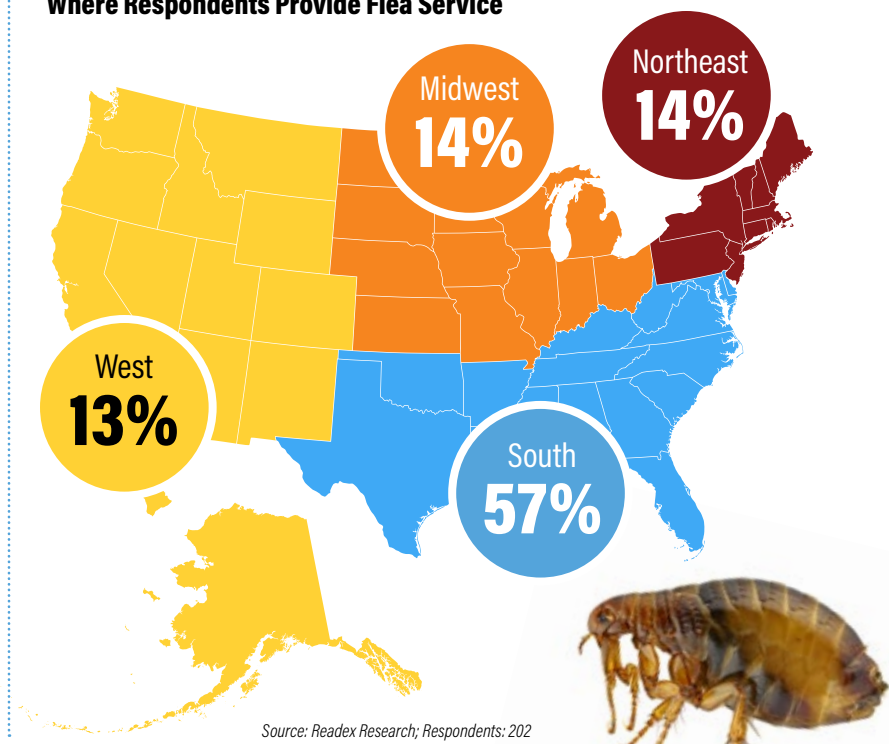 Where Respondents Provide Flea Service
Midwest
14%
Northeast
14%
West
13%
South
57%
Source: Readex Research; Respondents: 202